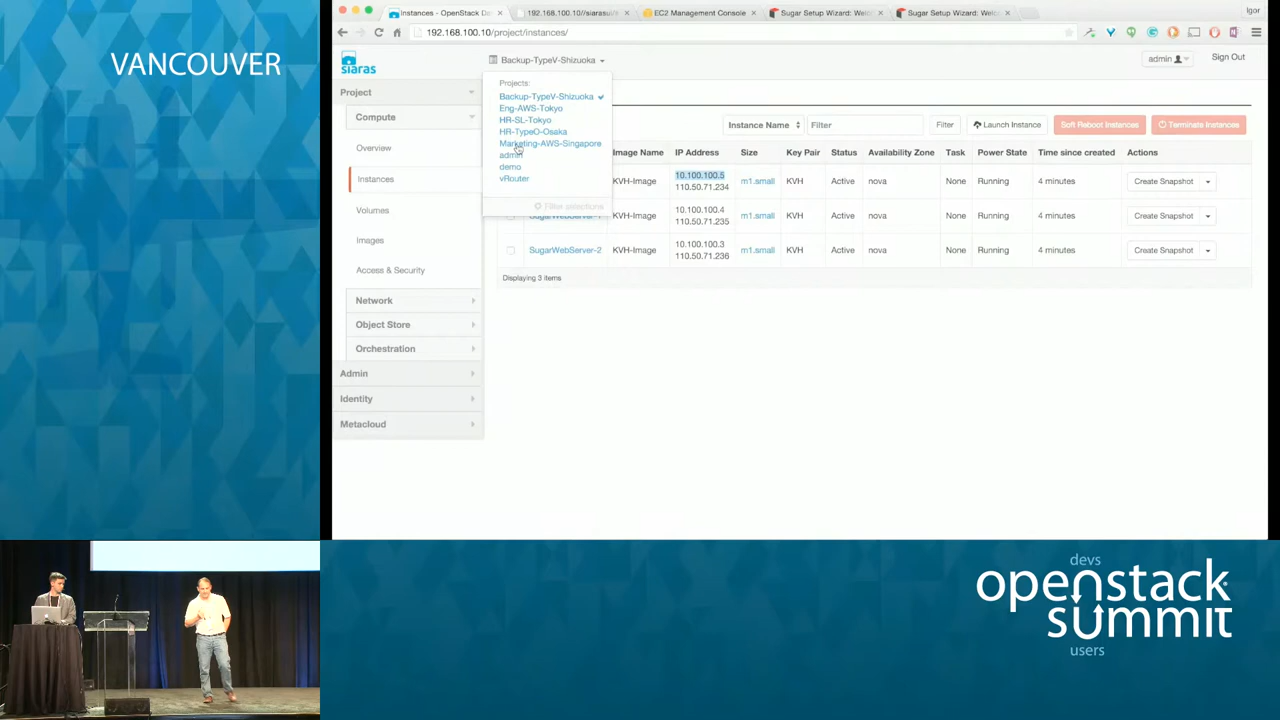 VANCOUVER
Instances - OpenStack Da
192.168.100.10//siarasui/
EC2 Management Console
Sugar Setup Wizard: Wel
Sugar Setup Wizard: Welc
Igor
192.168.100.10/project/instances/
siaras
Backup-TypeV-Shizuoka
admin
Sign Out
Project
Compute
Overview
Instances
Volumes
Images
Access & Security
Network
Object Store
Orchestration
Admin
Identity
Metacloud
Projects:
Backup-TypeV-Shizuoka
Eng-AWS-Tokyo
HR-SL-Tokyo
HR-TypeO-Osaka
Marketing-AWS-Singapore
admin
demo
vRouter
Filter selections
Instance Name
Filter
Filter
Launch Instance
Soft Reboot Instances
Terminate Instances
Image Name IP Address Size Key Pair Status Availability Zone Task Power State Time since created Actions
KVH-Image 10.100.100.5 110.50.71.234 m1.small KVH Active nova None Running 4 minutes Create Snapshot
SugarWebServer-1 KVH-Image 10.100.100.4 110.50.71.235 m1.small KVH Active nova None Running 4 minutes Create Snapshot
SugarWebServer-2 KVH-Image 10.100.100.3 110.50.71.236 m1.small KVH Active nova None Running 4 minutes Create Snapshot
Displaying 3 items
devs
openstack
summit
users